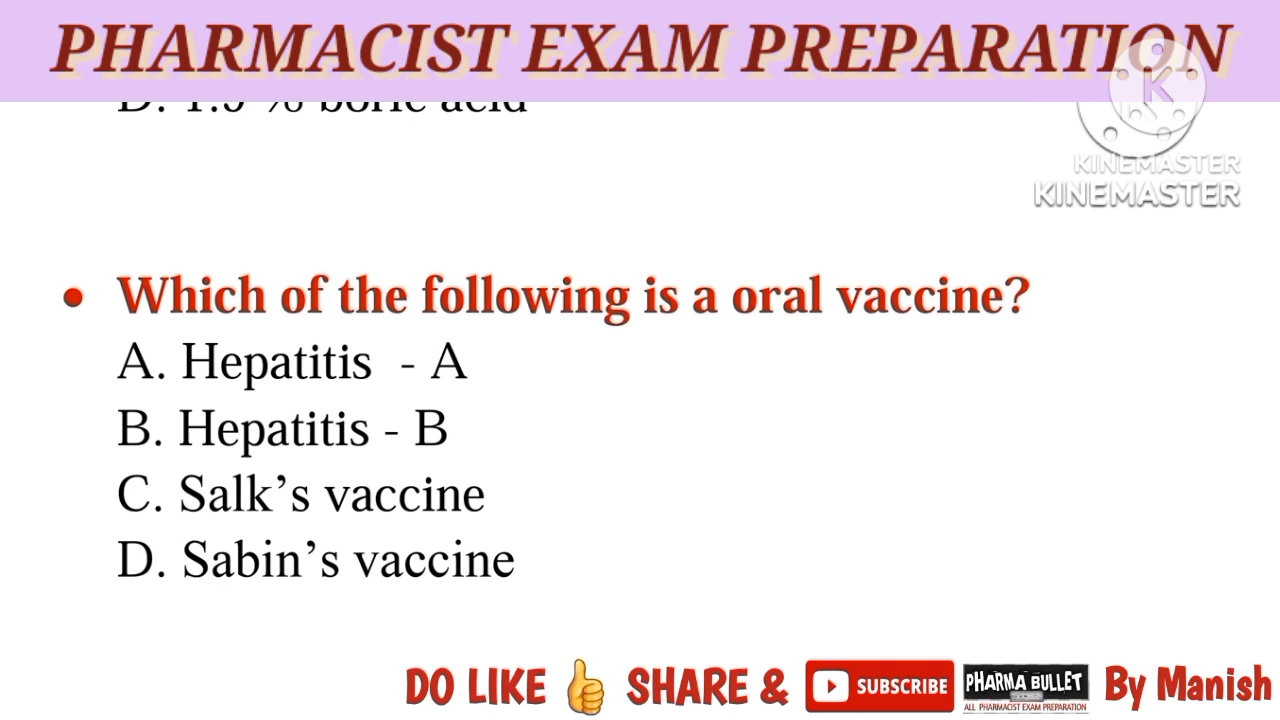 PHARMACIST EXAM PREPARATION
D. 1.9 % boric acid
KINEMASTER
KINEMASTER
• Which of the following is a oral vaccine?
A. Hepatitis - A
B. Hepatitis - B
C. Salk’s vaccine
D. Sabin’s vaccine
DO LIKE 👍 SHARE & SUBSCRIBE PHARMA BULLET By Manish
ALL PHARMACIST EXAM PREPARATION